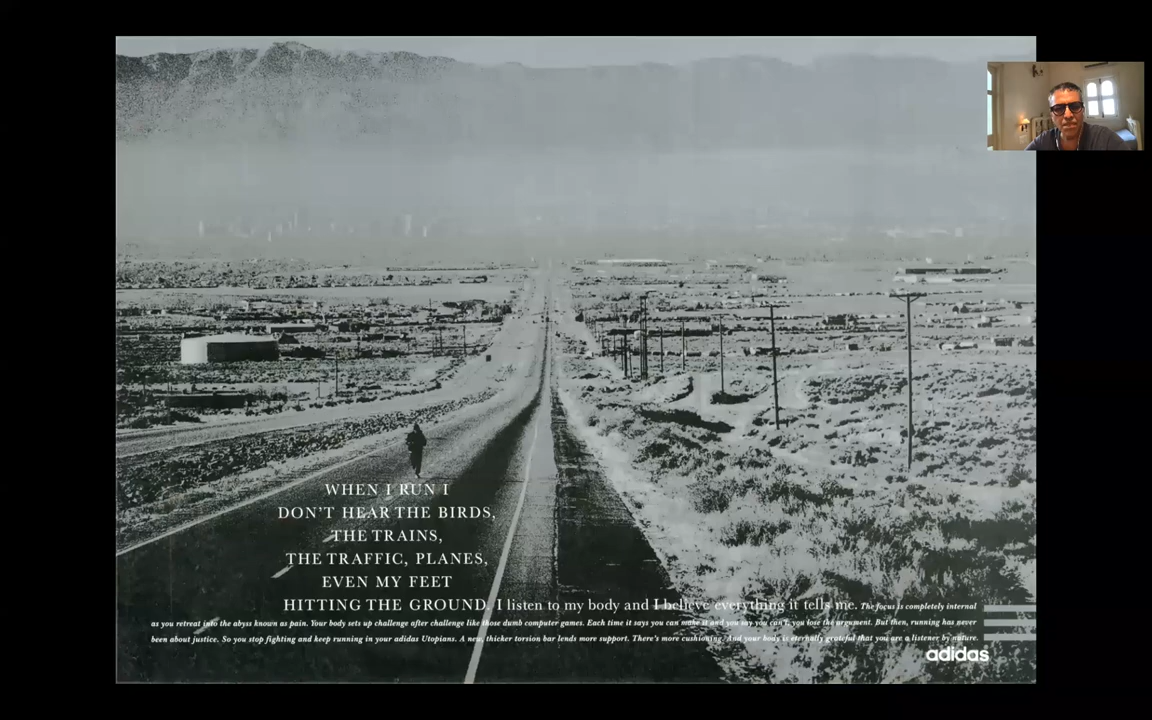 WHEN I RUN I
DON'T HEAR THE BIRDS,
THE TRAINS,
THE TRAFFIC, PLANES,
EVEN MY FEET
HITTING THE GROUND. I listen to my body and I believe everything it tells me. The focus is completely internal
as you retreat into the abyss known as pain. Your body sets up challenge after challenge like those dumb computer games. Each time it says you can make it and you say you can't, you lose the argument. But then, running has never
been about justice. So you stop fighting and keep running in your adidas Utopians. A new, thicker torsion bar lends more support. There's more cushioning. And your body is eternally grateful that you are a listener by nature.
adidas